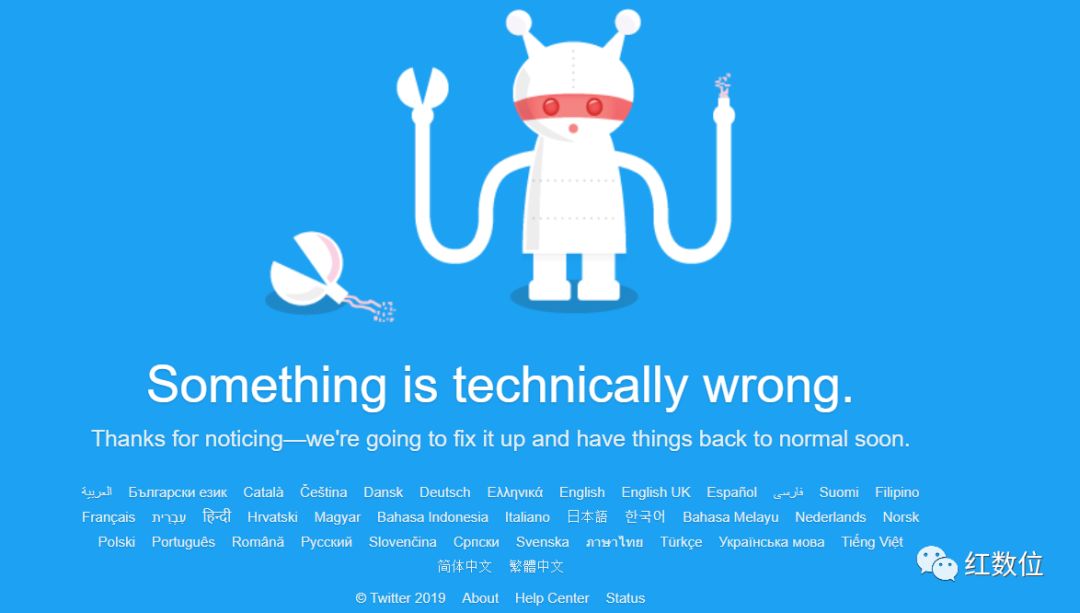 Something is technically wrong.
Thanks for noticing—we're going to fix it up and have things back to normal soon.
العربية Български език Català Čeština Dansk Deutsch Ελληνικά English English UK Español فارسی Suomi Filipino
Français עִבְרִית हिन्दी Hrvatski Magyar Bahasa Indonesia Italiano 日本語 한국어 Bahasa Melayu Nederlands Norsk
Polski Português Română Русский Slovenčina Српски Svenska ภาษาไทย Türkçe Українська мова Tiếng Việt
简体中文 繁體中文
红数位
© Twitter 2019 About Help Center Status